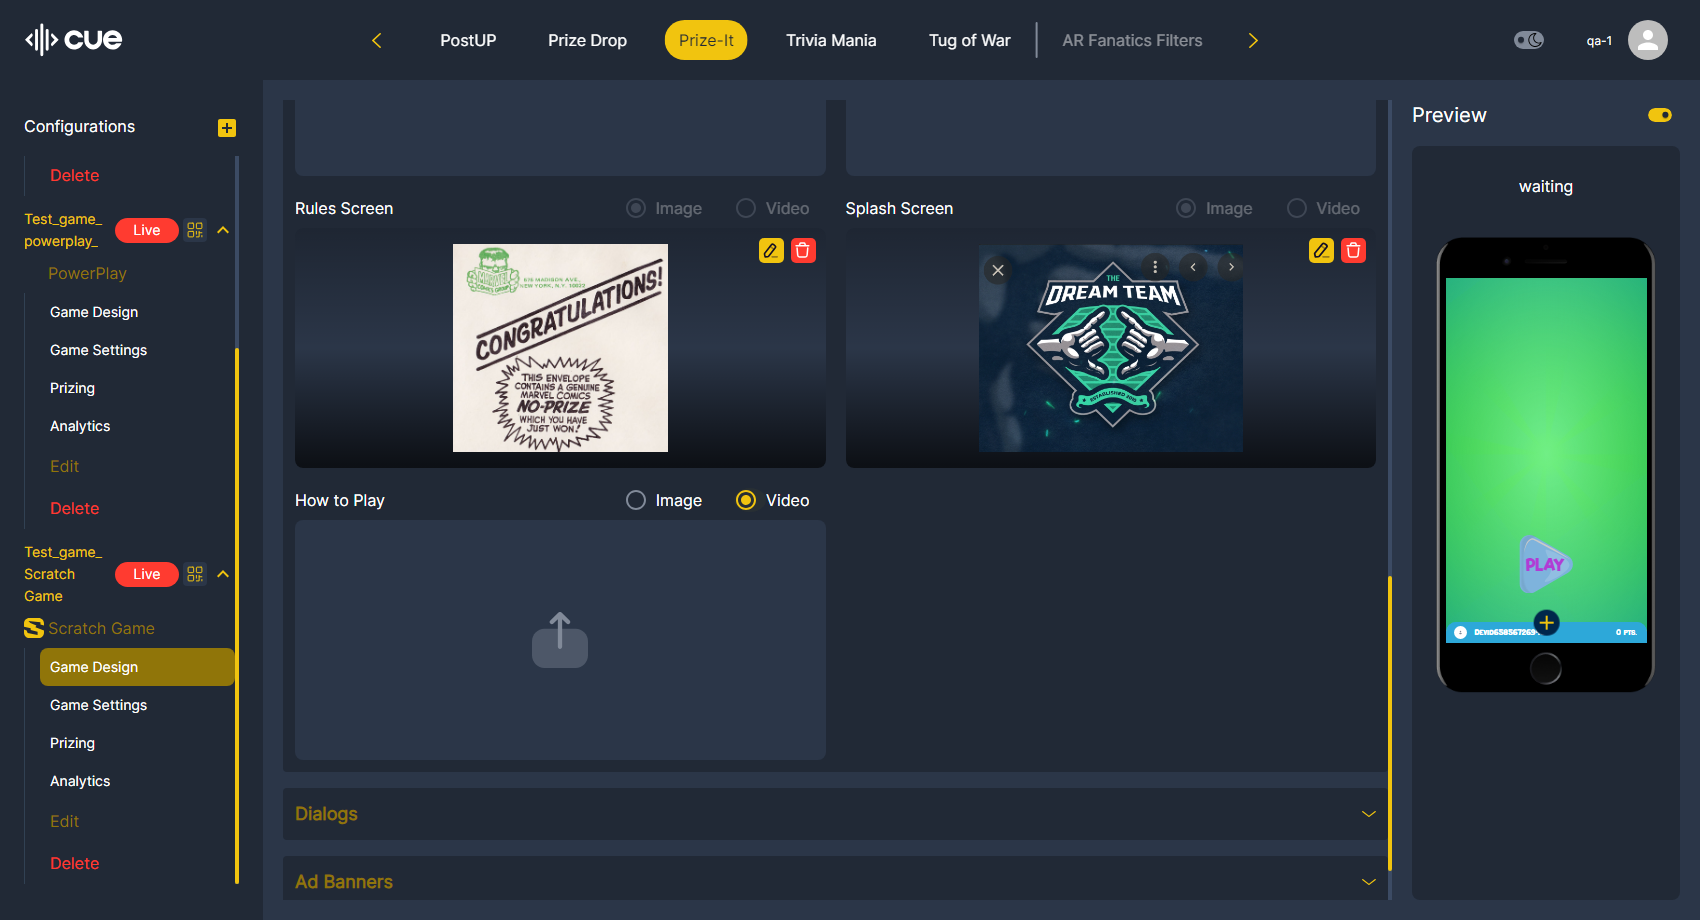 cue
PostUP
Prize Drop
Prize-It
Trivia Mania
Tug of War
AR Fanatics Filters
qa-1
Configurations
Delete
Test_game_
powerplay_
Live
PowerPlay
Game Design
Game Settings
Prizing
Analytics
Edit
Delete
Test_game_
Scratch
Game
Live
Scratch Game
Game Design
Game Settings
Prizing
Analytics
Edit
Delete
Rules Screen
Image
Video
MARVEL
COMICS GROUP
575 MADISON AVE.,
NEW YORK, N.Y. 10022
CONGRATULATIONS!
THIS ENVELOPE
CONTAINS A GENUINE
MARVEL COMICS
NO-PRIZE
WHICH YOU HAVE
JUST WON!
Splash Screen
Image
Video
THE
DREAM TEAM
How to Play
Image
Video
Dialogs
Ad Banners
Preview
waiting
PLAY
0 PTS.